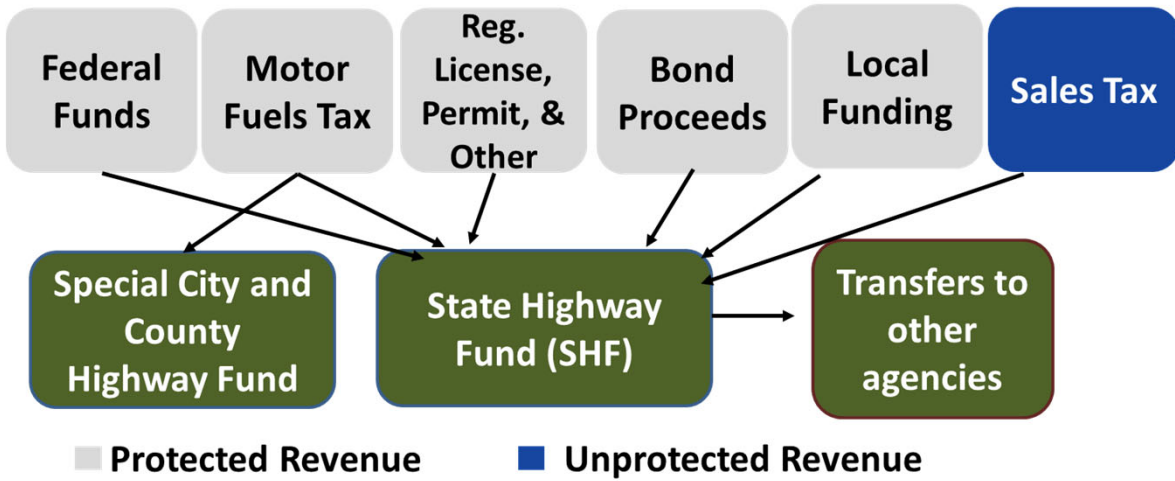 Federal
Funds
Motor
Fuels Tax
Reg.
License,
Permit, &
Other
Bond
Proceeds
Local
Funding
Sales Tax
Special City and
County
Highway Fund
State Highway
Fund (SHF)
Transfers to
other
agencies
Protected Revenue
Unprotected Revenue